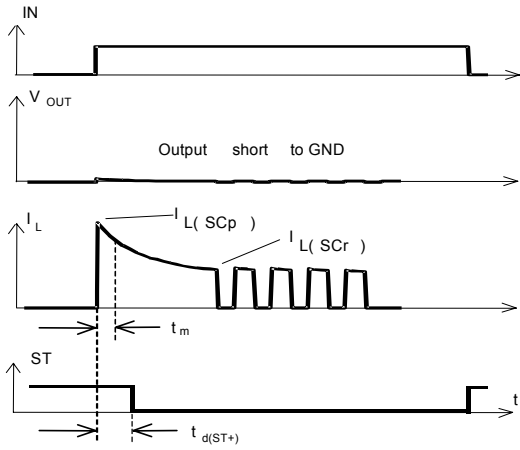 IN
V OUT
Output short to GND
I L
I L( SCp )
I L( SCr )
t m
ST
t
t d(ST+)